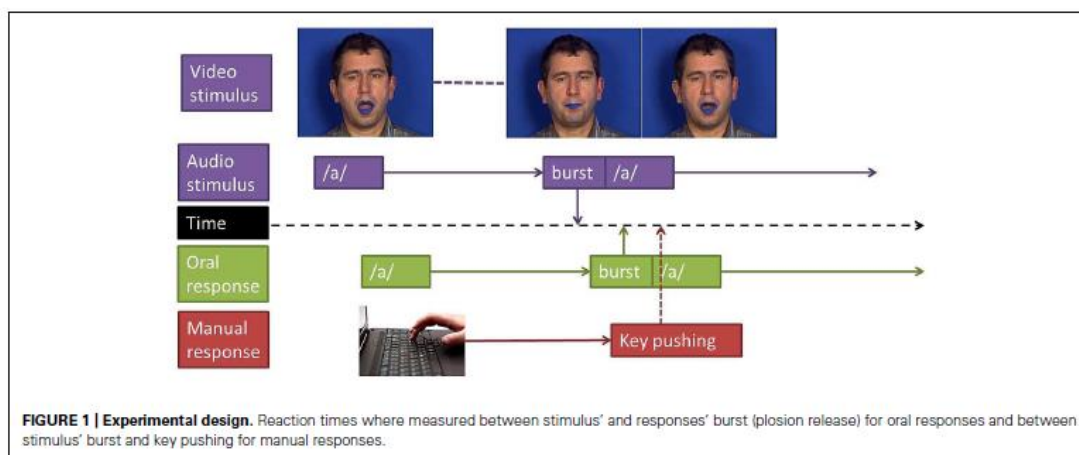 Video
stimulus
Audio
stimulus
/a/
burst
/a/
Time
Oral
response
/a/
burst
/a/
Manual
response
Key pushing
FIGURE 1 | Experimental design. Reaction times where measured between stimulus’ and responses’ burst (plosion release) for oral responses and between
stimulus’ burst and key pushing for manual responses.